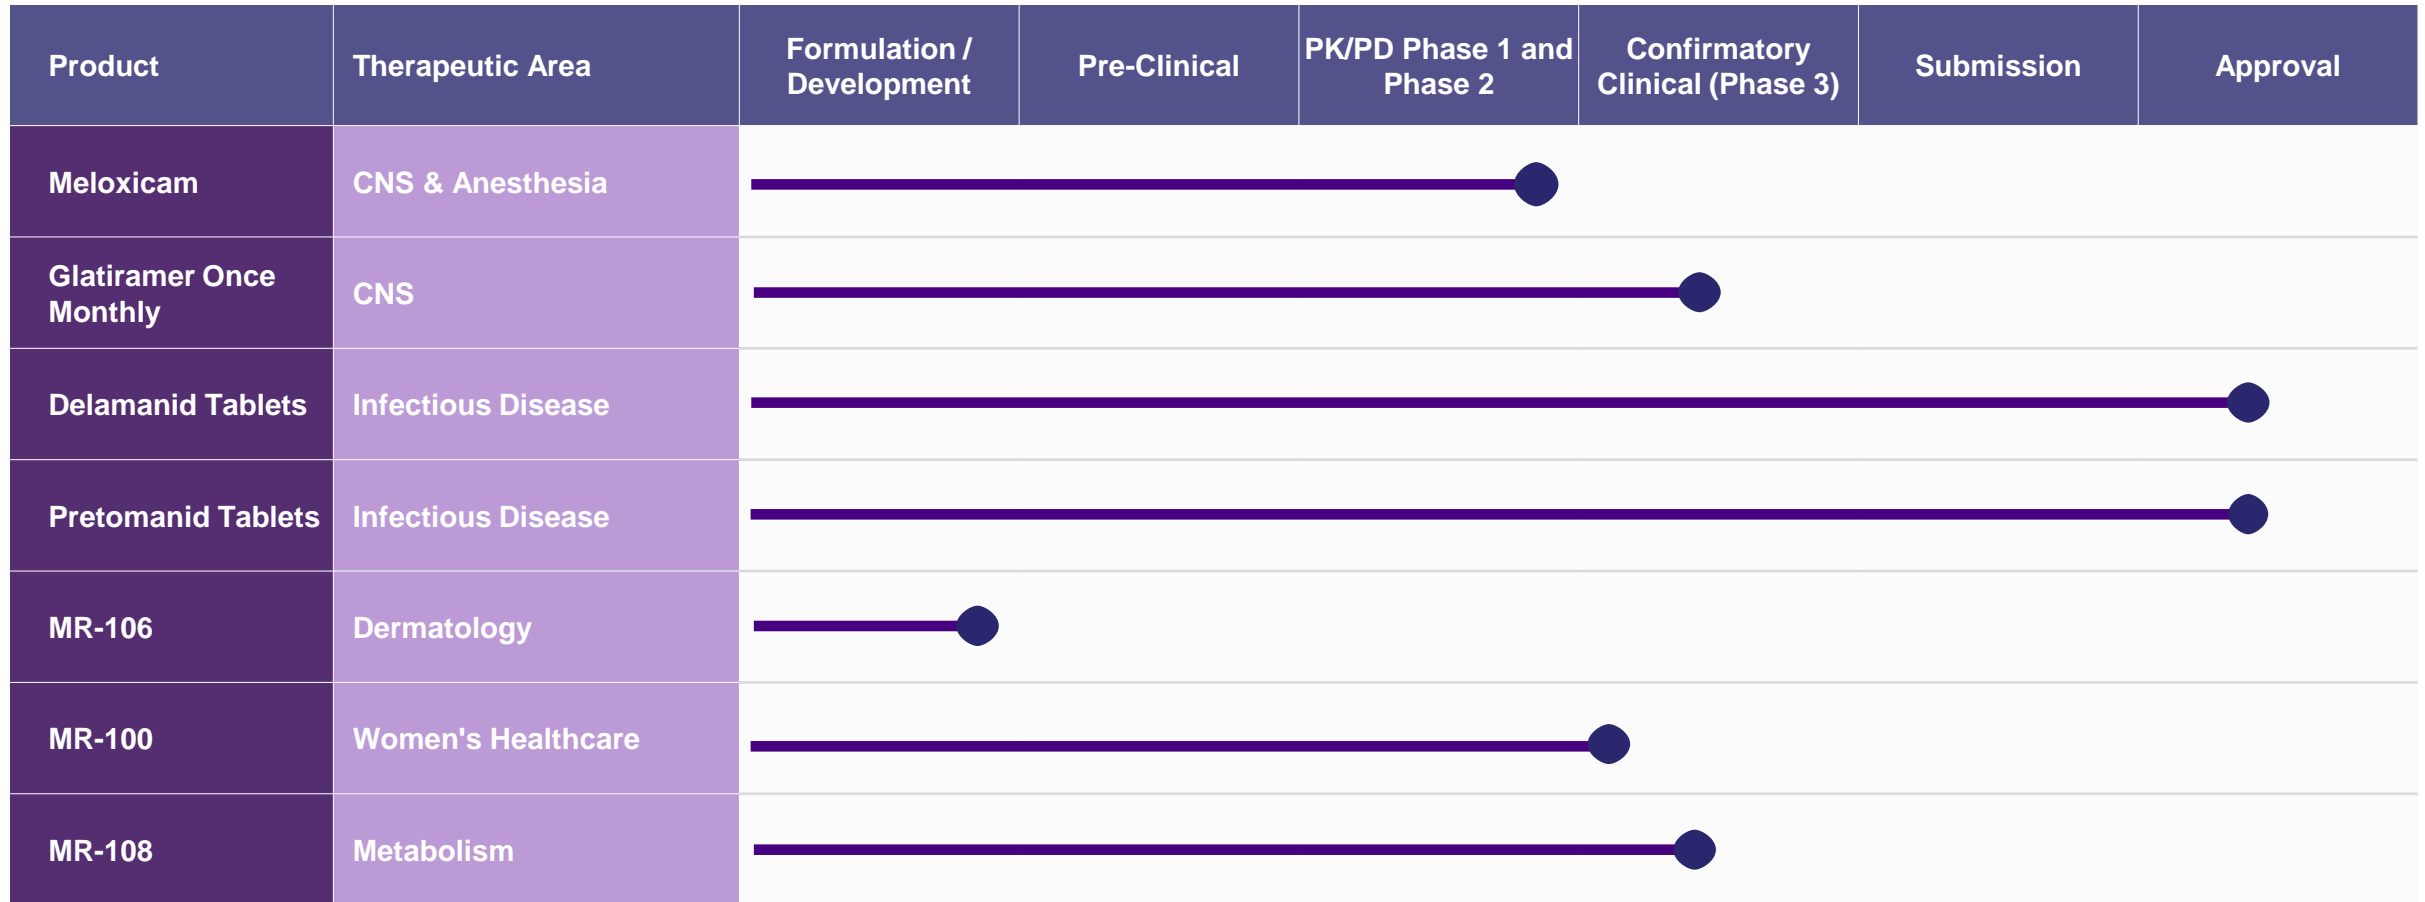 Product
Therapeutic Area
Formulation /
Development
Pre-Clinical
PK/PD Phase 1 and
Phase 2
Confirmatory
Clinical (Phase 3)
Submission
Approval
Meloxicam
CNS & Anesthesia
Glatiramer Once
Monthly
CNS
Delamanid Tablets
Infectious Disease
Pretomanid Tablets
Infectious Disease
MR-106
Dermatology
MR-100
Women's Healthcare
MR-108
Metabolism